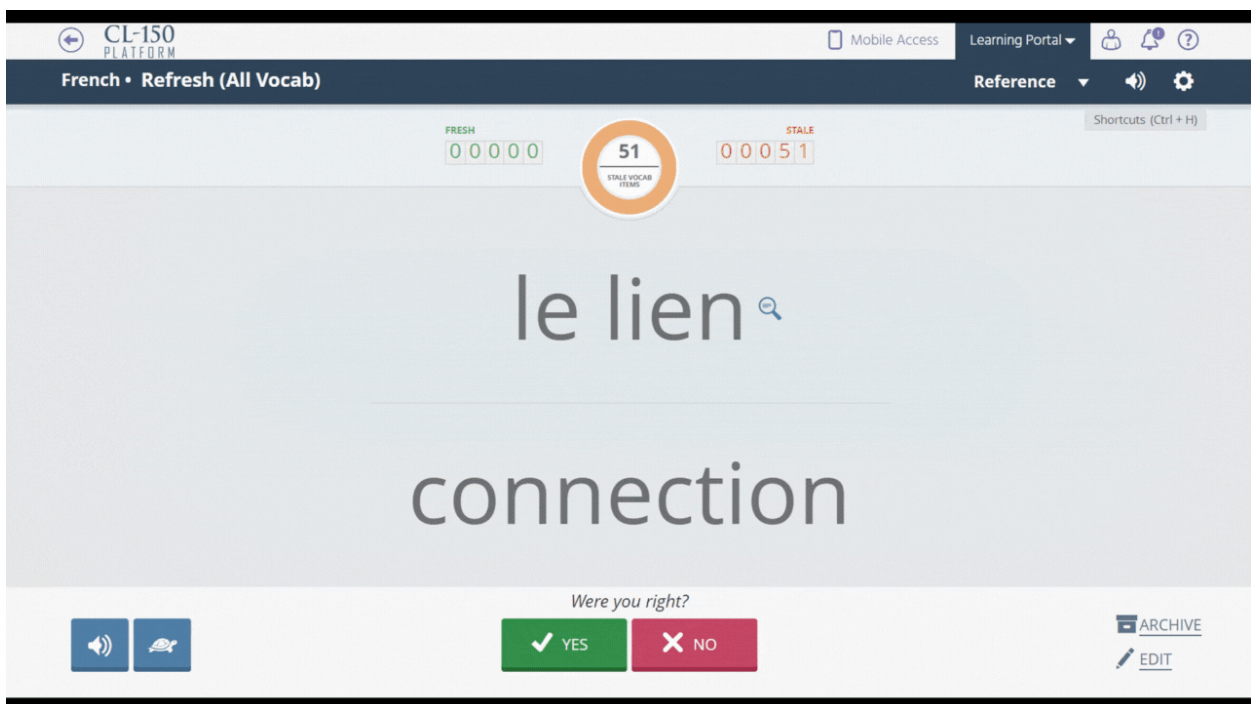 CL-150
PLATFORM
Mobile Access
Learning Portal
French • Refresh (All Vocab)
Reference
Shortcuts (Ctrl + H)
FRESH
00000
51
STALE VOCAB
ITEMS
STALE
00051
le lien
connection
Were you right?
YES
NO
ARCHIVE
EDIT